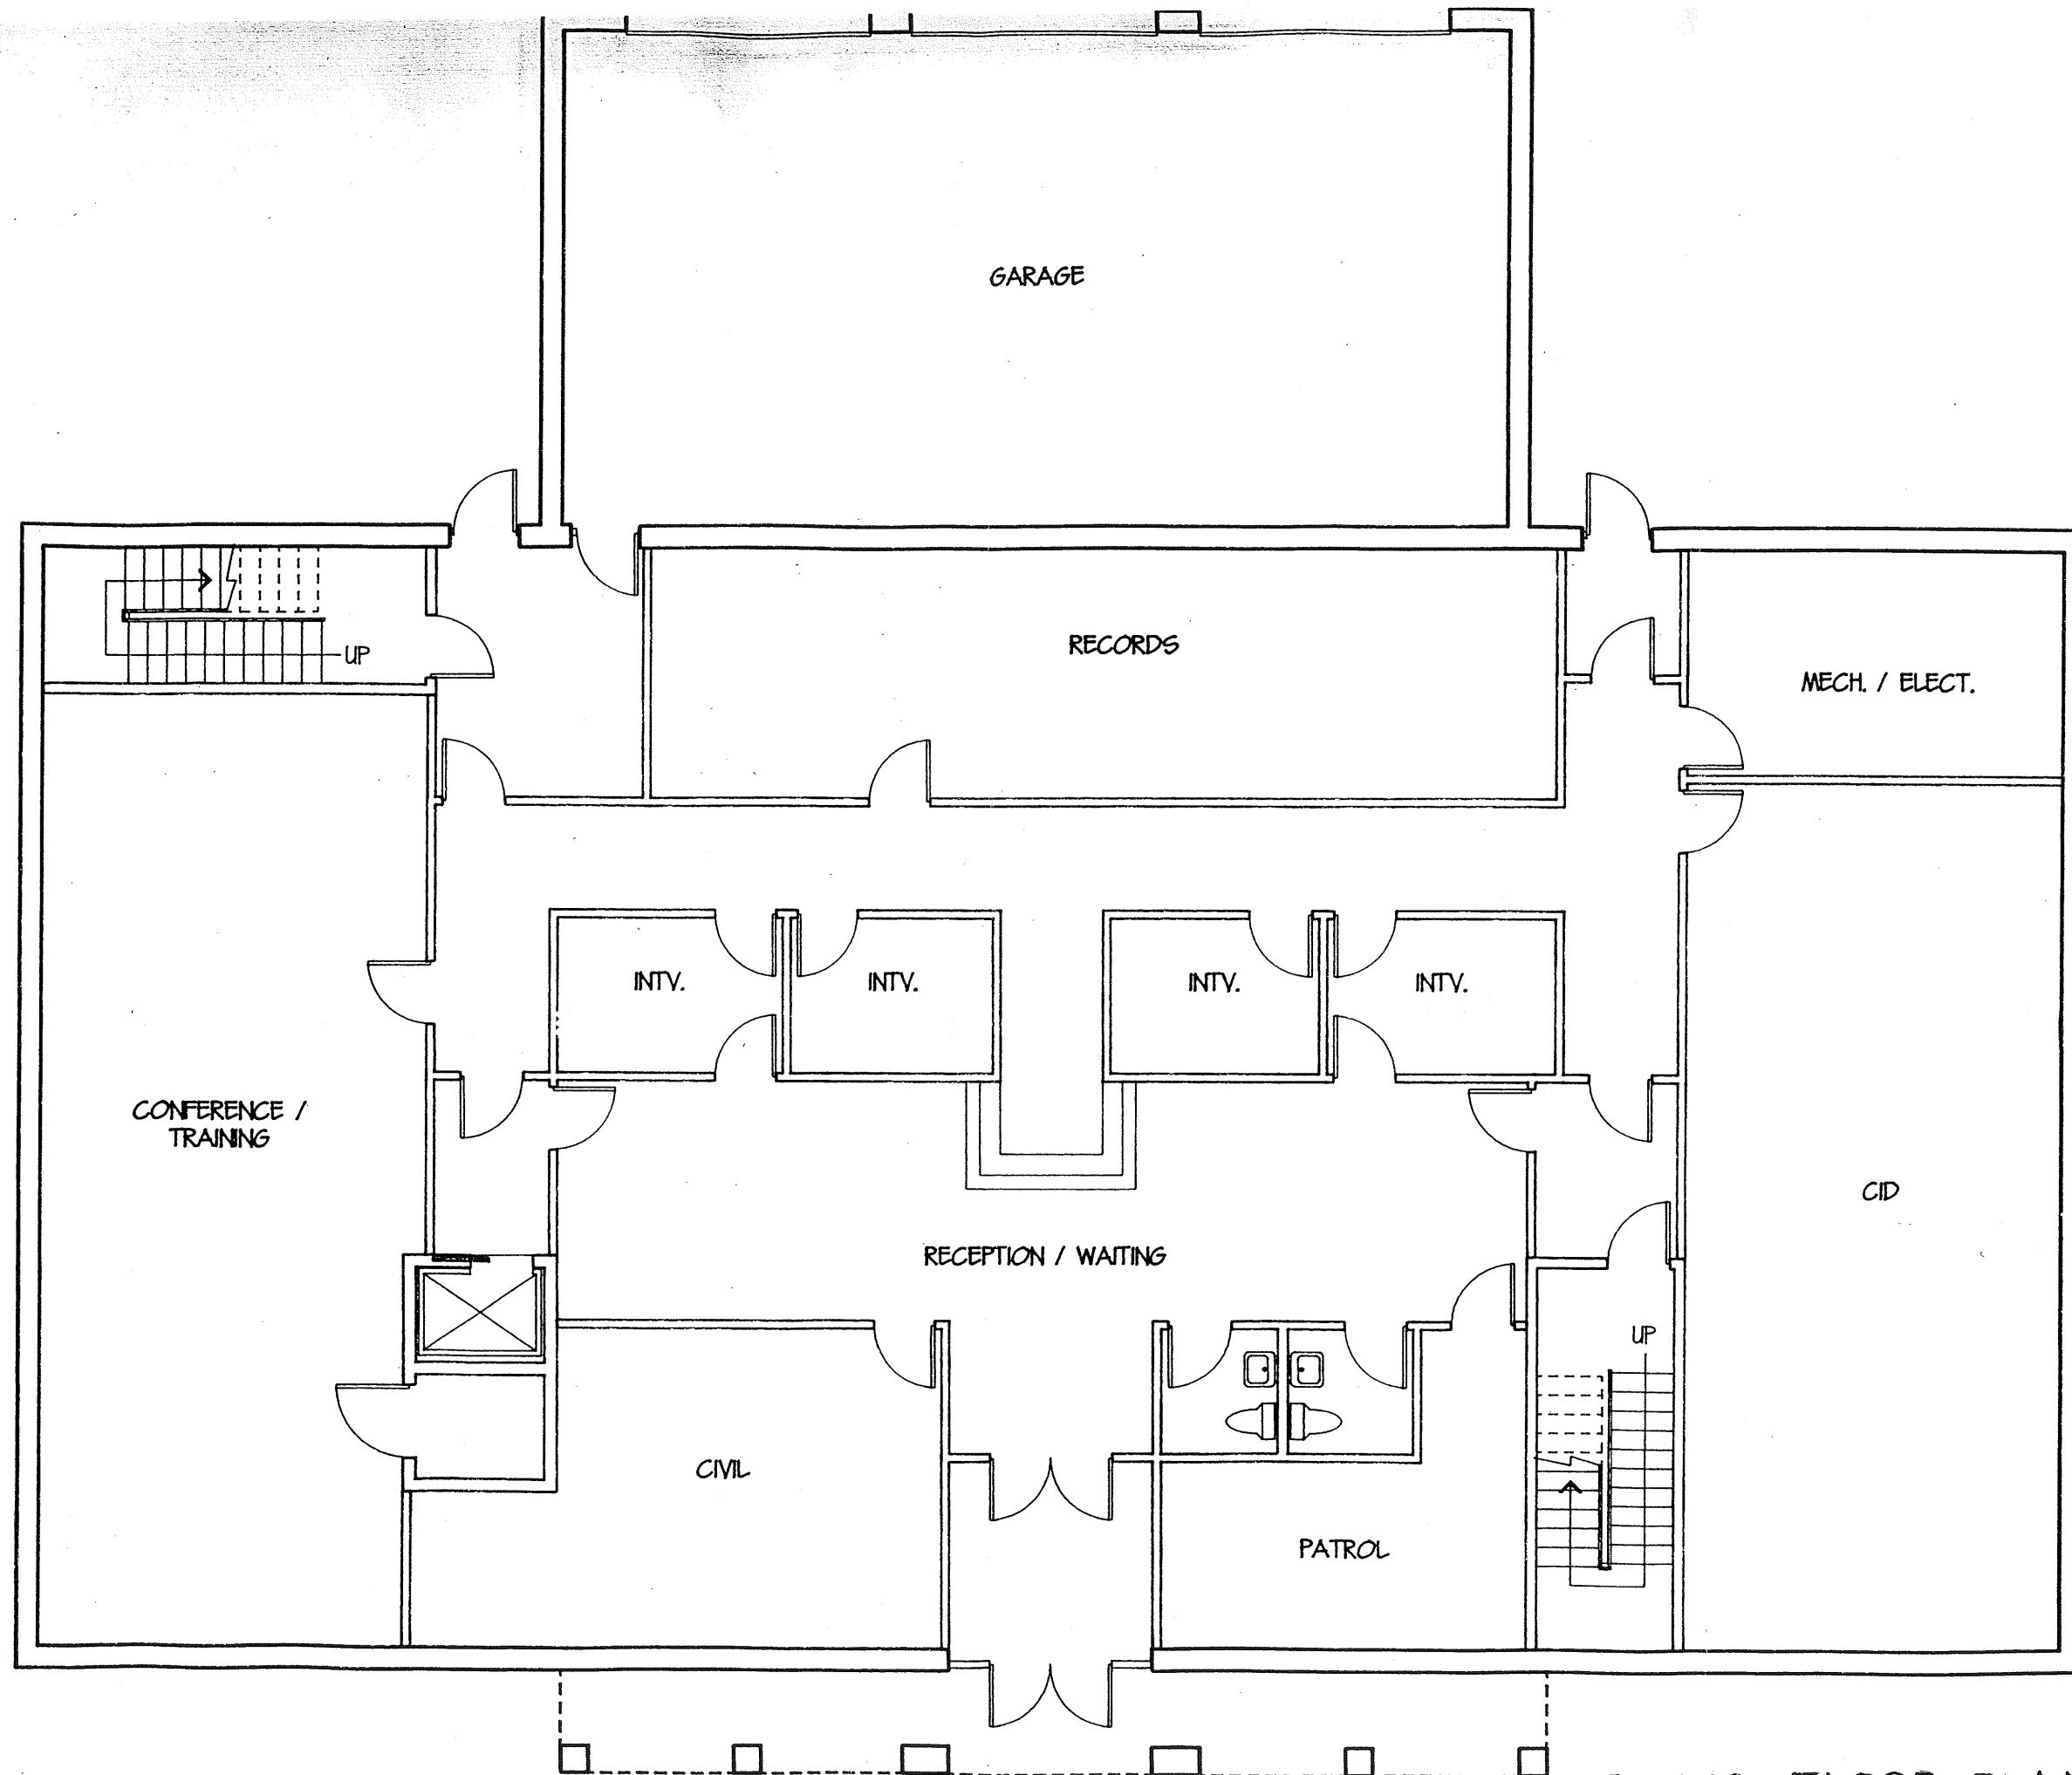 GARAGE
UP
RECORDS
MECH. / ELECT.
INTV.
INTV.
INTV.
INTV.
CONFERENCE /
TRAINING
CID
RECEPTION / WAITING
UP
CIVIL
PATROL